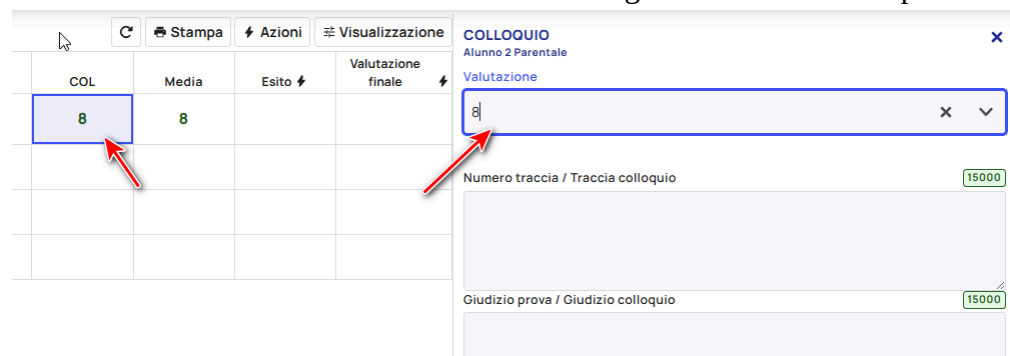 Stampa Azioni Visualizzazione
COL Media Esito Valutazione finale
8 8
COLLOQUIO
Alunno 2 Parentale
Valutazione
8
Numero traccia / Traccia colloquio 15000
Giudizio prova / Giudizio colloquio 15000